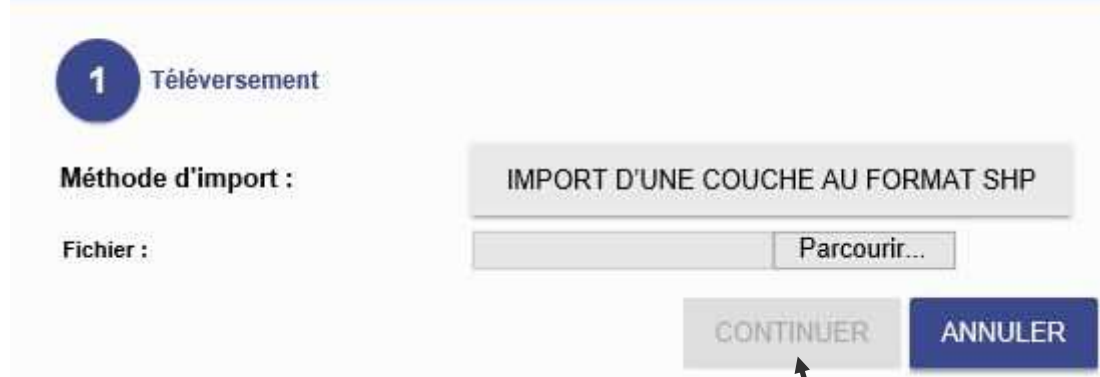 1 Téléversement
Méthode d'import : IMPORT D'UNE COUCHE AU FORMAT SHP
Fichier : Parcourir...
CONTINUER ANNULER